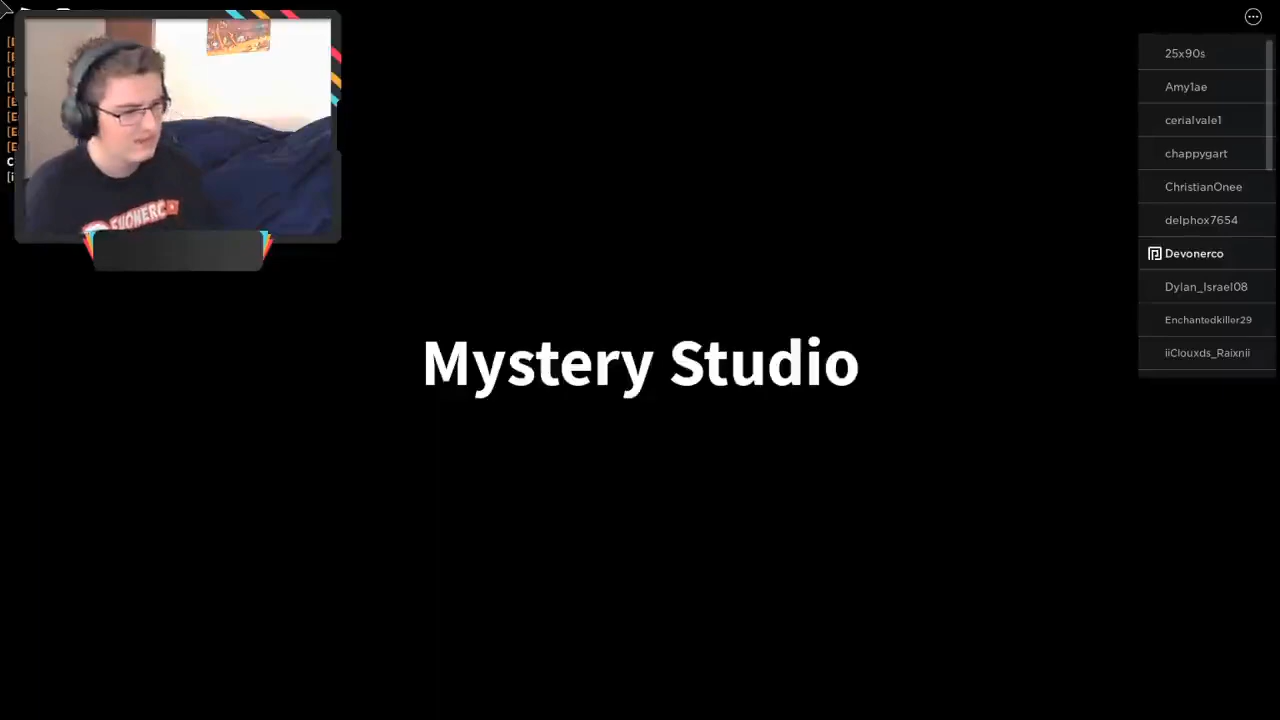 [E
[E
[E
[E
C
Mystery Studio
25x90s
Amy1ae
cerialvale1
chappygart
ChristianOnee
delphox7654
Devonerco
Dylan_Israel08
Enchantedkiller29
iiClouxds_Raixnii